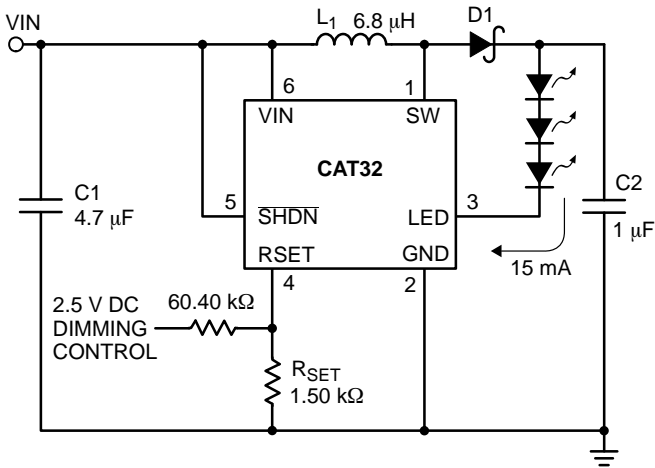 VIN
L1 6.8 μH
D1
6
1
VIN
SW
CAT32
C1
4.7 μF
5
SHDN
LED
3
C2
1 μF
RSET
GND
15 mA
4
2
2.5 V DC
DIMMING
CONTROL
60.40 kΩ
RSET
1.50 kΩ